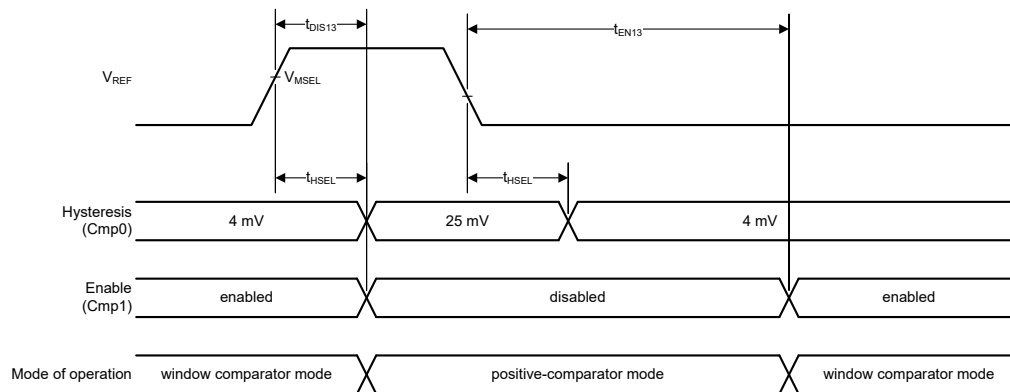 tDIS13
tEN13
VREF
VMSEL
tHSEL
tHSEL
Hysteresis
(Cmp0)
4 mV
25 mV
4 mV
Enable
(Cmp1)
enabled
disabled
enabled
Mode of operation
window comparator mode
positive-comparator mode
window comparator mode